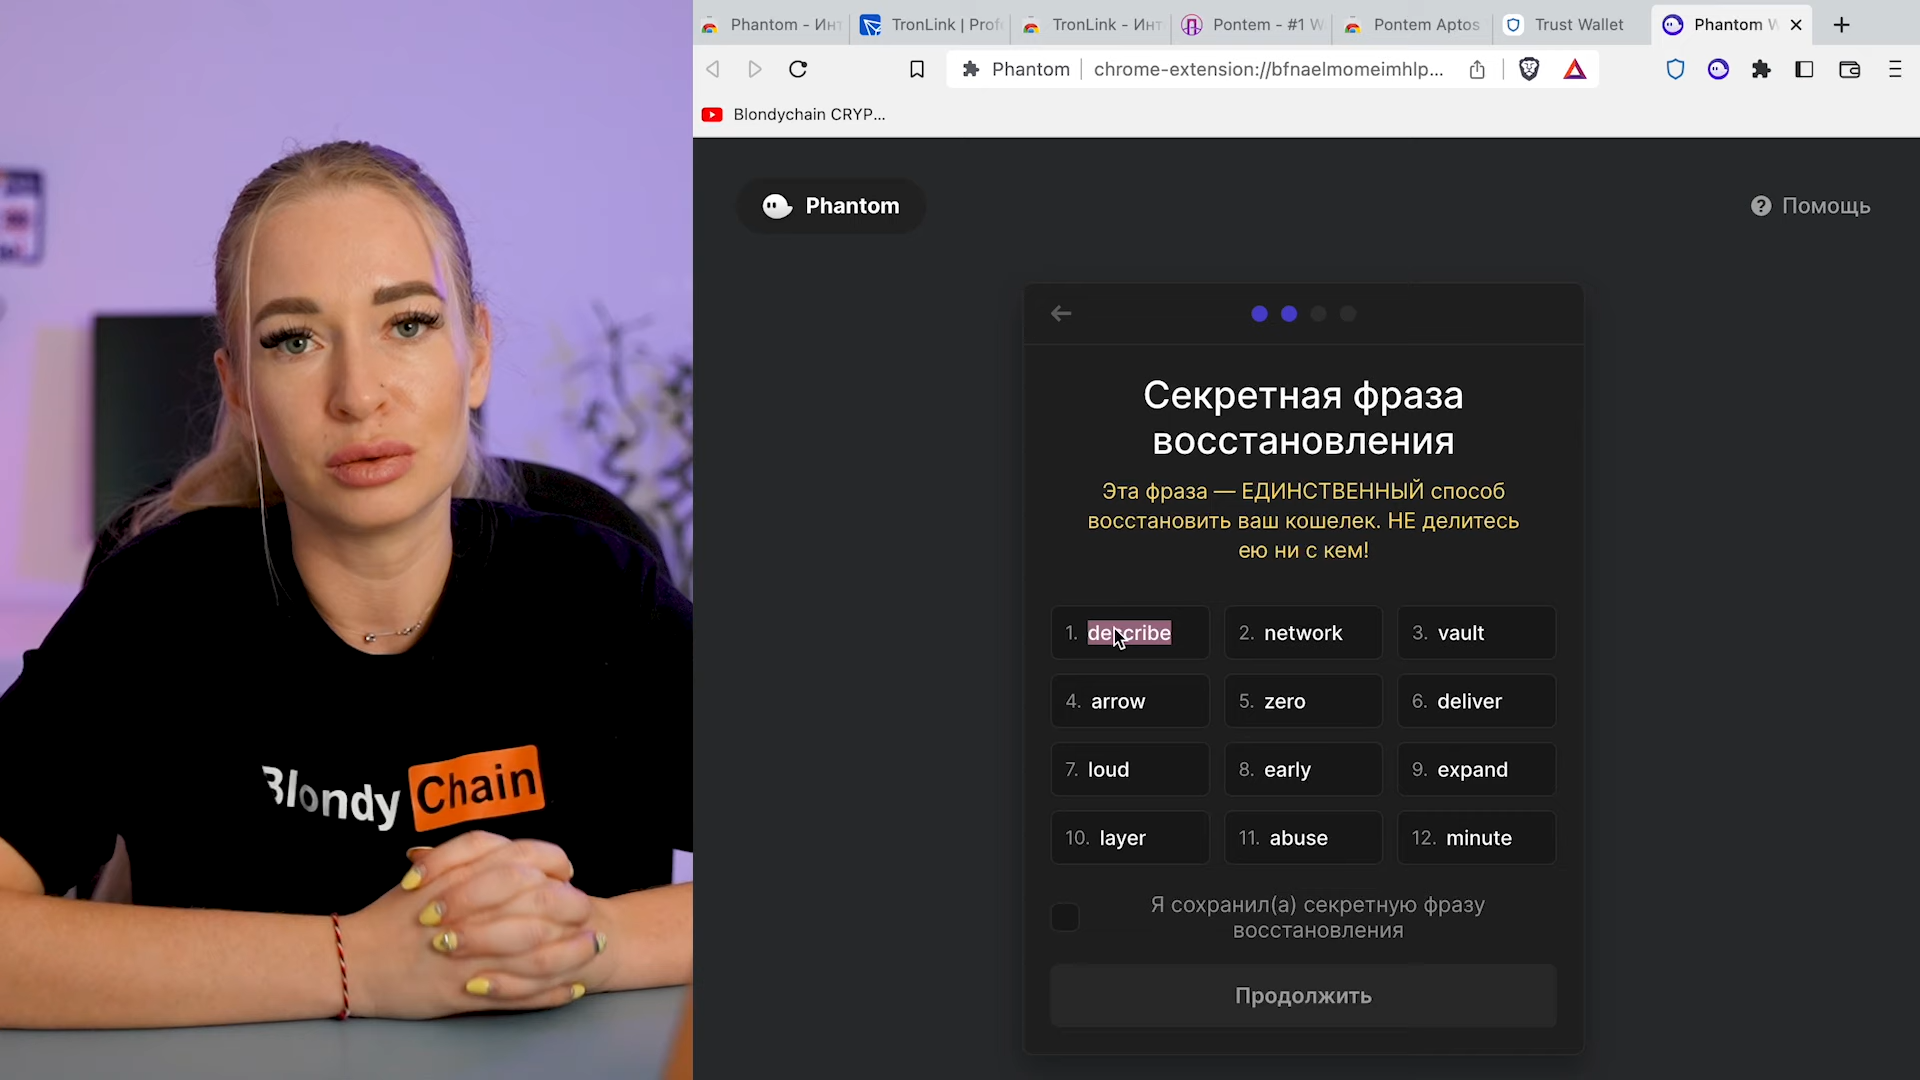 Phantom - Инт
TronLink | Prof
TronLink - Инт
Pontem - #1 W
Pontem Aptos
Trust Wallet
Phantom W
Phantom
chrome-extension://bfnaelmomeimhlp...
Blondychain CRYP...
Phantom
Помощь
Секретная фраза
восстановления
Эта фраза — ЕДИНСТВЕННЫЙ способ
восстановить ваш кошелек. НЕ делитесь
ею ни с кем!
1. describe
2. network
3. vault
4. arrow
5. zero
6. deliver
7. loud
8. early
9. expand
10. layer
11. abuse
12. minute
Я сохранил(а) секретную фразу
восстановления
Продолжить
Blondy Chain